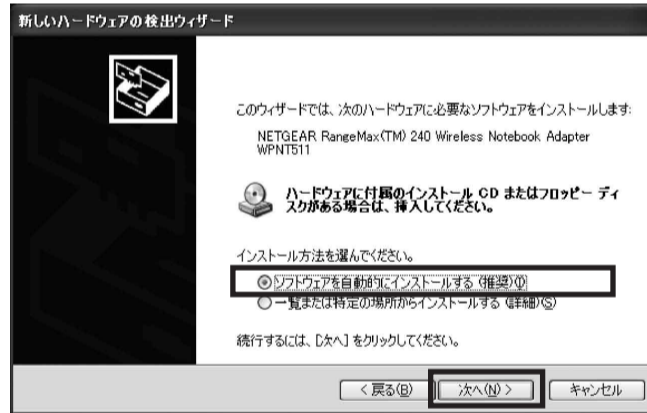 新しいハードウェアの検出ウィザード
このウィザードでは、次のハードウェアに必要なソフトウェアをインストールします:
NETGEAR RangeMax(TM) 240 Wireless Notebook Adapter
WPNT511
ハードウェアに付属のインストール CD またはフロッピー ディ
スクがある場合は、挿入してください。
インストール方法を選んでください。
ソフトウェアを自動的にインストールする (推奨)(I)
一覧または特定の場所からインストールする (詳細)(S)
続行するには、[次へ] をクリックしてください。
< 戻る(B) 次へ(N) > キャンセル